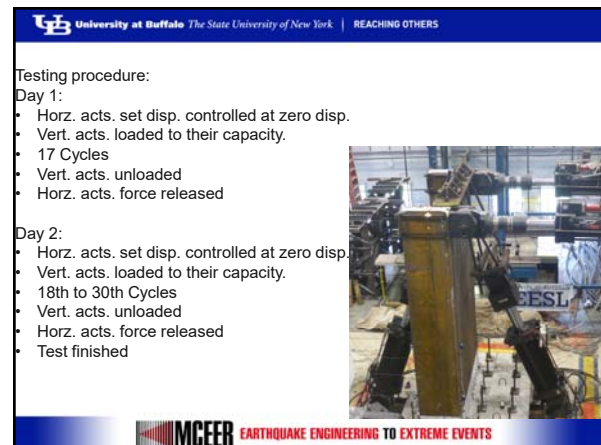 University at Buffalo The State University of New York | REACHING OTHERS
Testing procedure:
Day 1:
• Horz. acts. set disp. controlled at zero disp.
• Vert. acts. loaded to their capacity.
• 17 Cycles
• Vert. acts. unloaded
• Horz. acts. force released
Day 2:
• Horz. acts. set disp. controlled at zero disp.
• Vert. acts. loaded to their capacity.
• 18th to 30th Cycles
• Vert. acts. unloaded
• Horz. acts. force released
• Test finished
EESL
MCEER EARTHQUAKE ENGINEERING TO EXTREME EVENTS